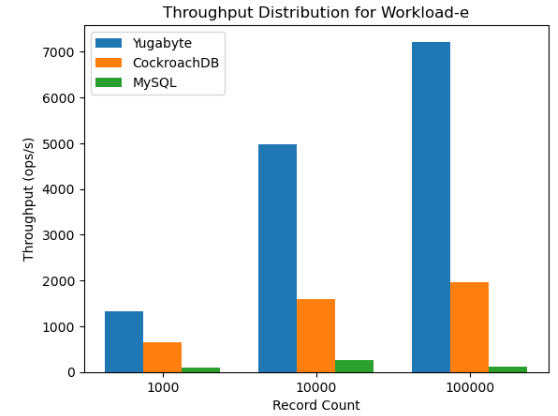 Throughput Distribution for Workload-e
Yugabyte
CockroachDB
MySQL
Throughput (ops/s)
7000
6000
5000
4000
3000
2000
1000
0
1000 10000 100000
Record Count